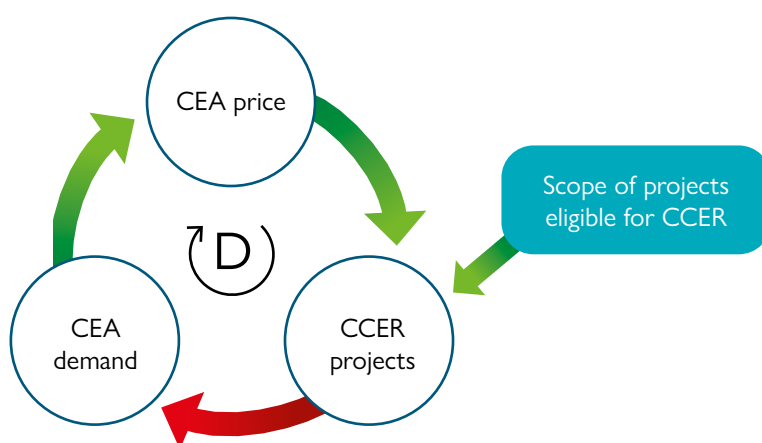 CEA price
Scope of projects
eligible for CCER
D
CEA
demand
CCER
projects